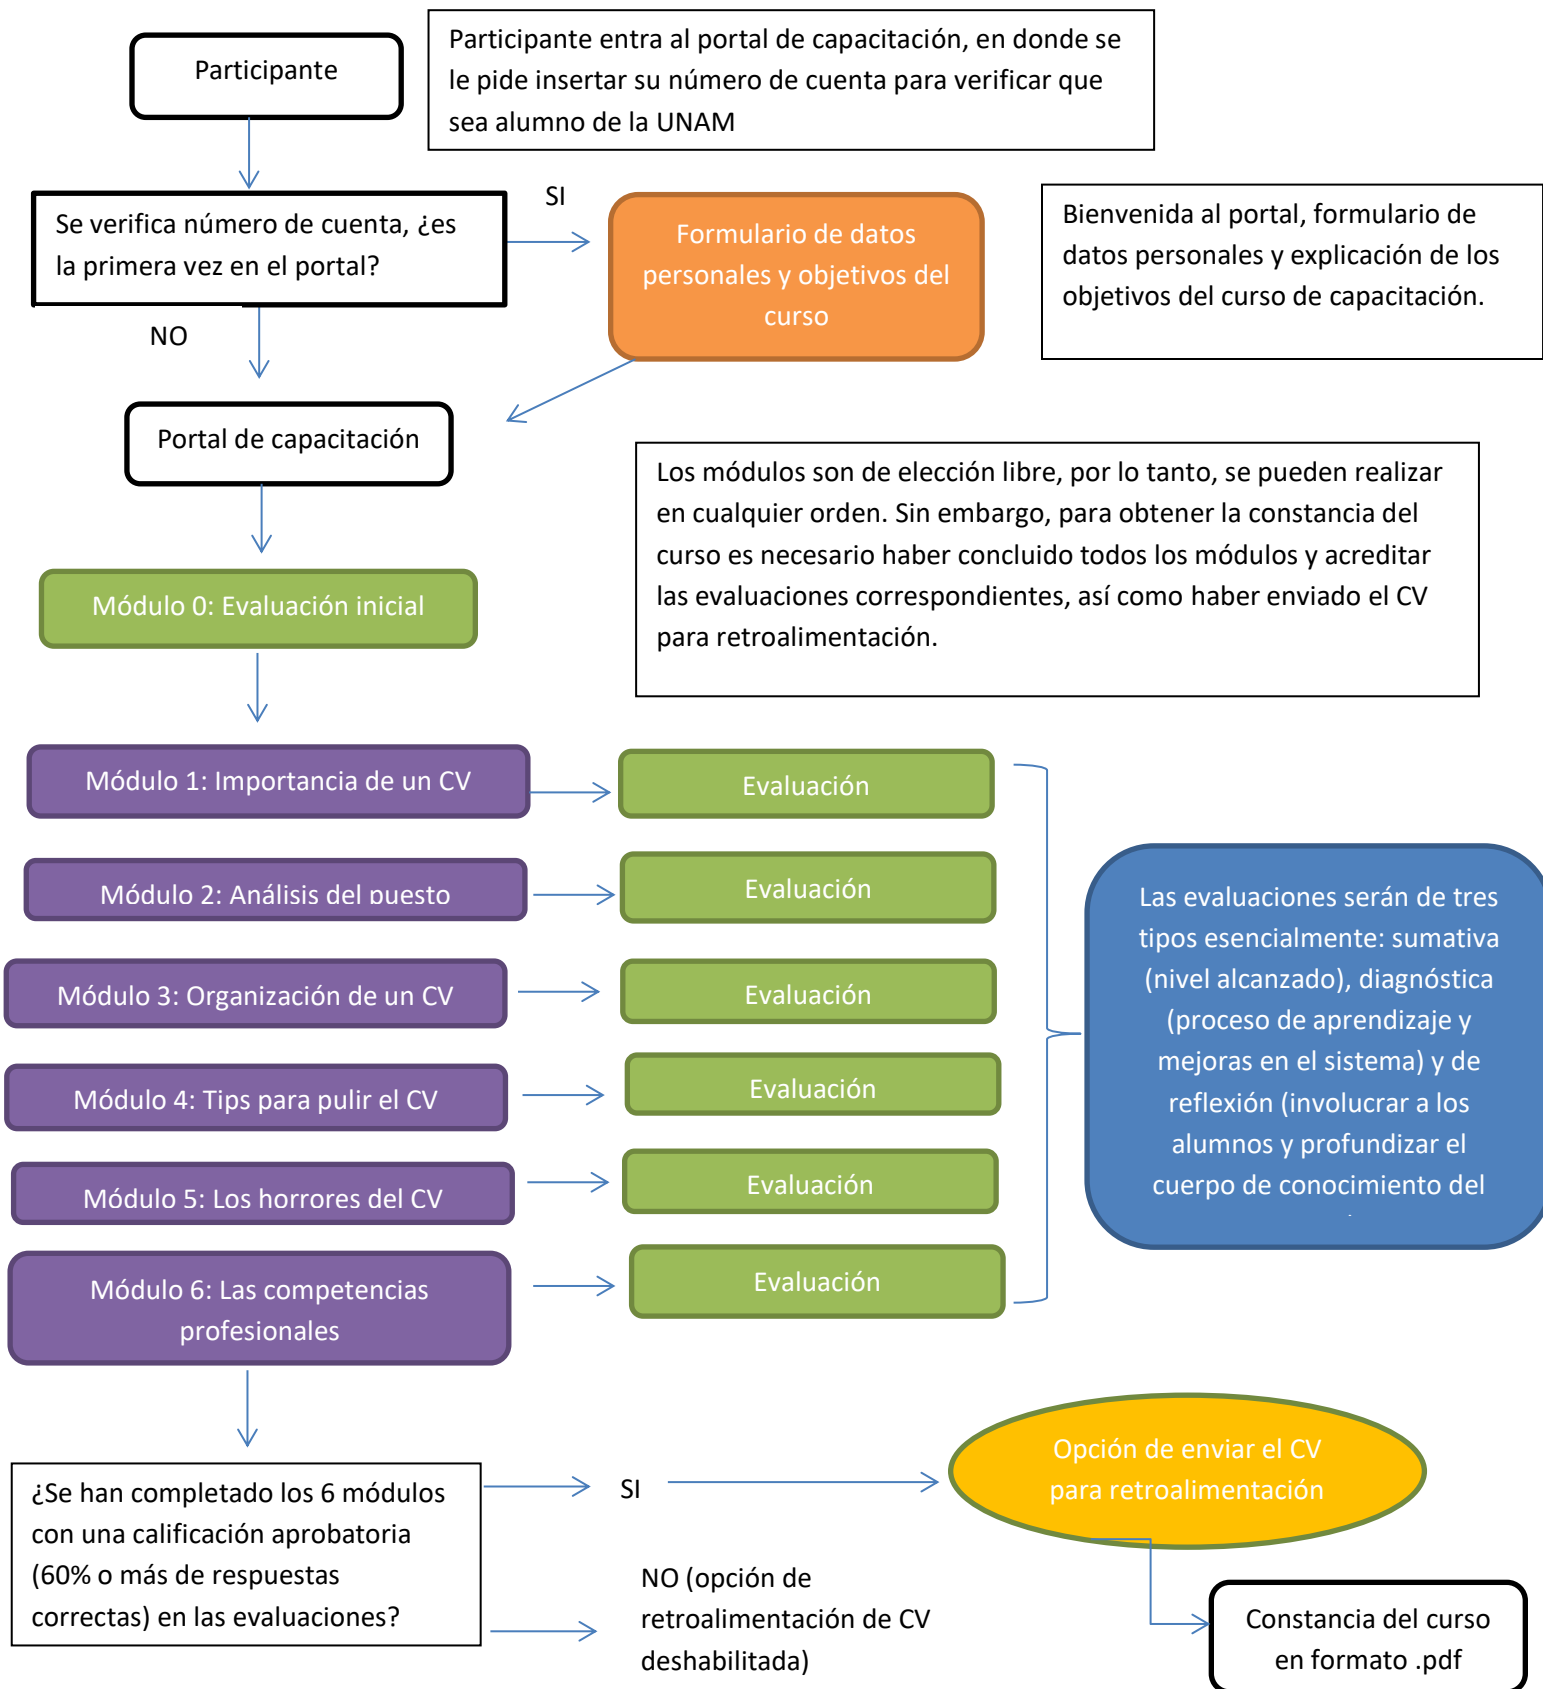 Participante
Participante entra al portal de capacitación, en donde se
le pide insertar su número de cuenta para verificar que
sea alumno de la UNAM
Se verifica número de cuenta, ¿es
la primera vez en el portal?
SI
Formulario de datos
personales y objetivos del
curso
Bienvenida al portal, formulario de
datos personales y explicación de los
objetivos del curso de capacitación.
NO
Portal de capacitación
Los módulos son de elección libre, por lo tanto, se pueden realizar
en cualquier orden. Sin embargo, para obtener la constancia del
curso es necesario haber concluido todos los módulos y acreditar
las evaluaciones correspondientes, así como haber enviado el CV
para retroalimentación.
Módulo 0: Evaluación inicial
Módulo 1: Importancia de un CV
Evaluación
Módulo 2: Análisis del puesto
Evaluación
Módulo 3: Organización de un CV
Evaluación
Módulo 4: Tips para pulir el CV
Evaluación
Módulo 5: Los horrores del CV
Evaluación
Módulo 6: Las competencias
profesionales
Evaluación
Las evaluaciones serán de tres
tipos esencialmente: sumativa
(nivel alcanzado), diagnóstica
(proceso de aprendizaje y
mejoras en el sistema) y de
reflexión (involucrar a los
alumnos y profundizar el
cuerpo de conocimiento del
¿Se han completado los 6 módulos
con una calificación aprobatoria
(60% o más de respuestas
correctas) en las evaluaciones?
SI
Opción de enviar el CV
para retroalimentación
NO (opción de
retroalimentación de CV
deshabilitada)
Constancia del curso
en formato .pdf